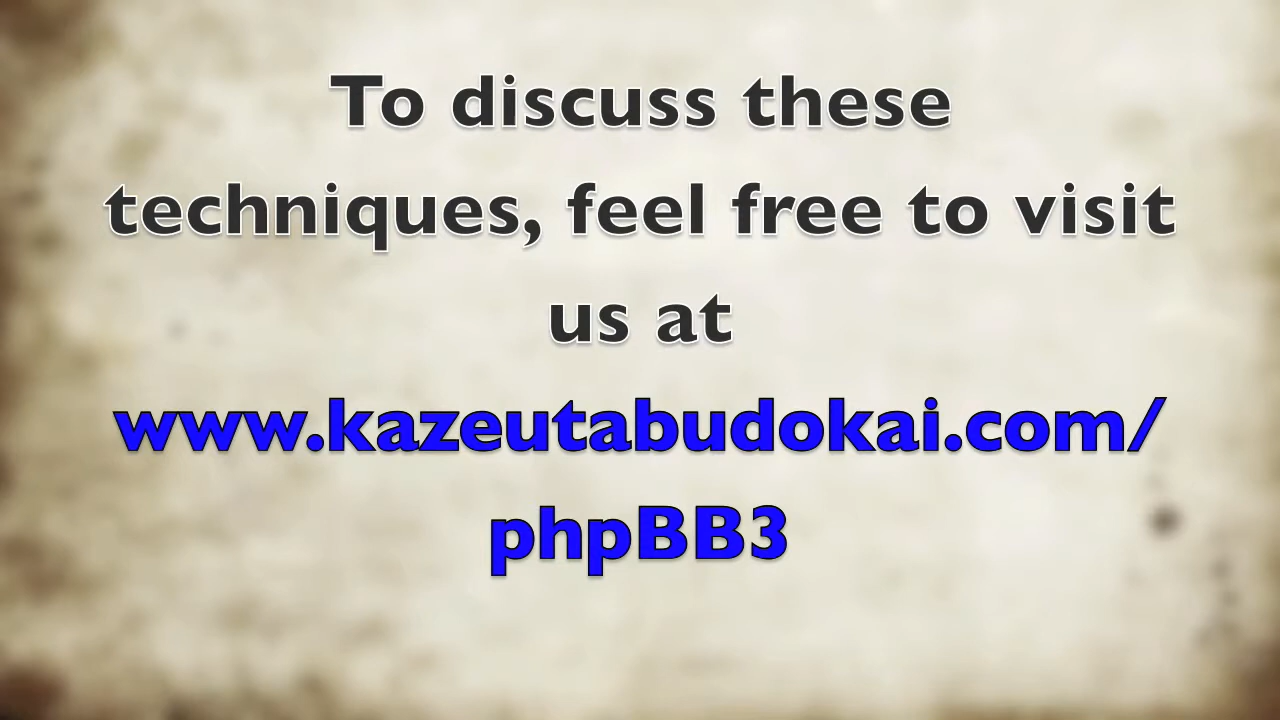 To discuss these
techniques, feel free to visit
us at
www.kazeutabudokai.com/
phpBB3